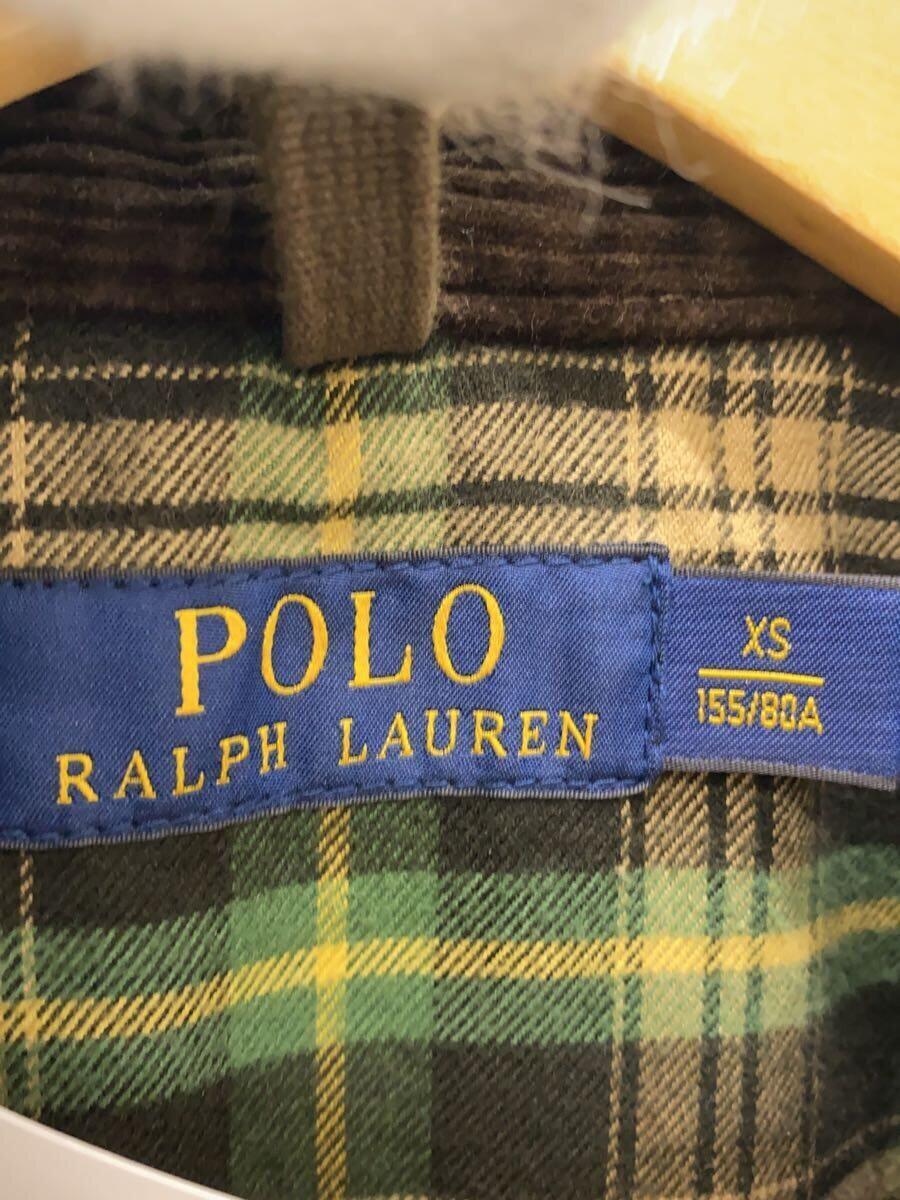 POLO
RALPH LAUREN
XS
155/80A